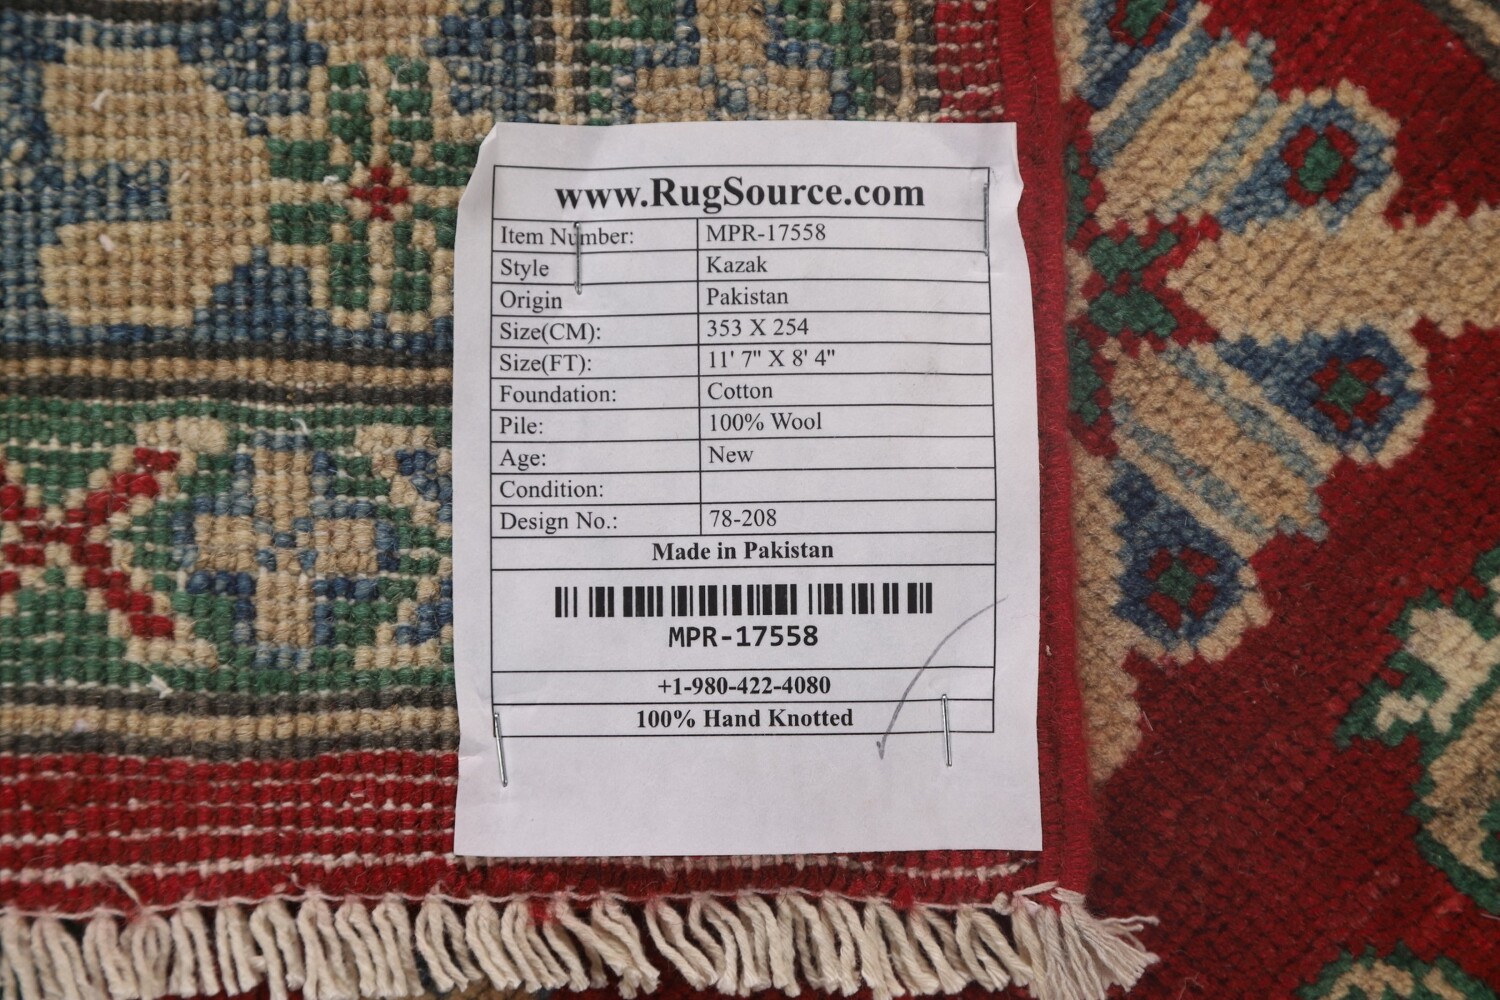 www.RugSource.com
Item Number: MPR-17558
Style Kazak
Origin Pakistan
Size(CM): 353 X 254
Size(FT): 11' 7" X 8' 4"
Foundation: Cotton
Pile: 100% Wool
Age: New
Condition:
Design No.: 78-208
Made in Pakistan
MPR-17558
+1-980-422-4080
100% Hand Knotted